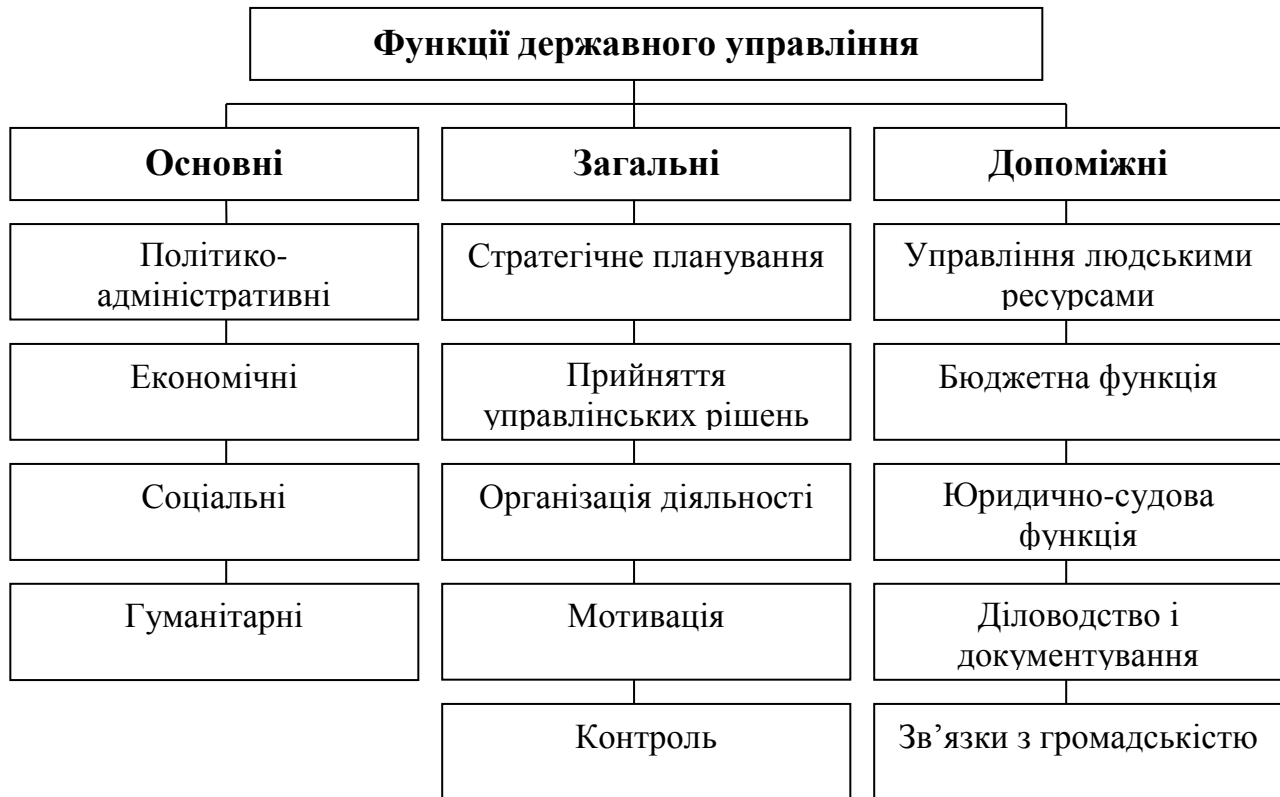 Функції державного управління
Основні
Загальні
Допоміжні
Політико-
адміністративні
Стратегічне планування
Управління людськими
ресурсами
Економічні
Прийняття
управлінських рішень
Бюджетна функція
Соціальні
Організація діяльності
Юридично-судова
функція
Гуманітарні
Мотивація
Діловодство і
документування
Контроль
Зв’язки з громадськістю